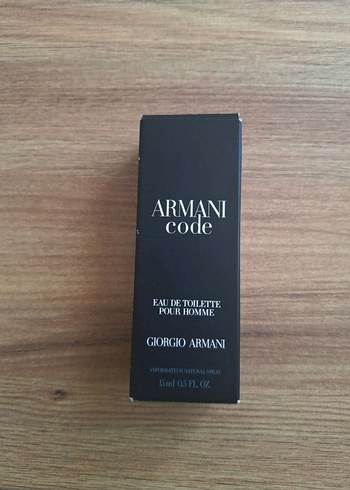 ARMANI
code
EAU DE TOILETTE
POUR HOMME
GIORGIO ARMANI
VAPORISATEUR NATURAL SPRAY
15ml 0.5 FL. OZ.